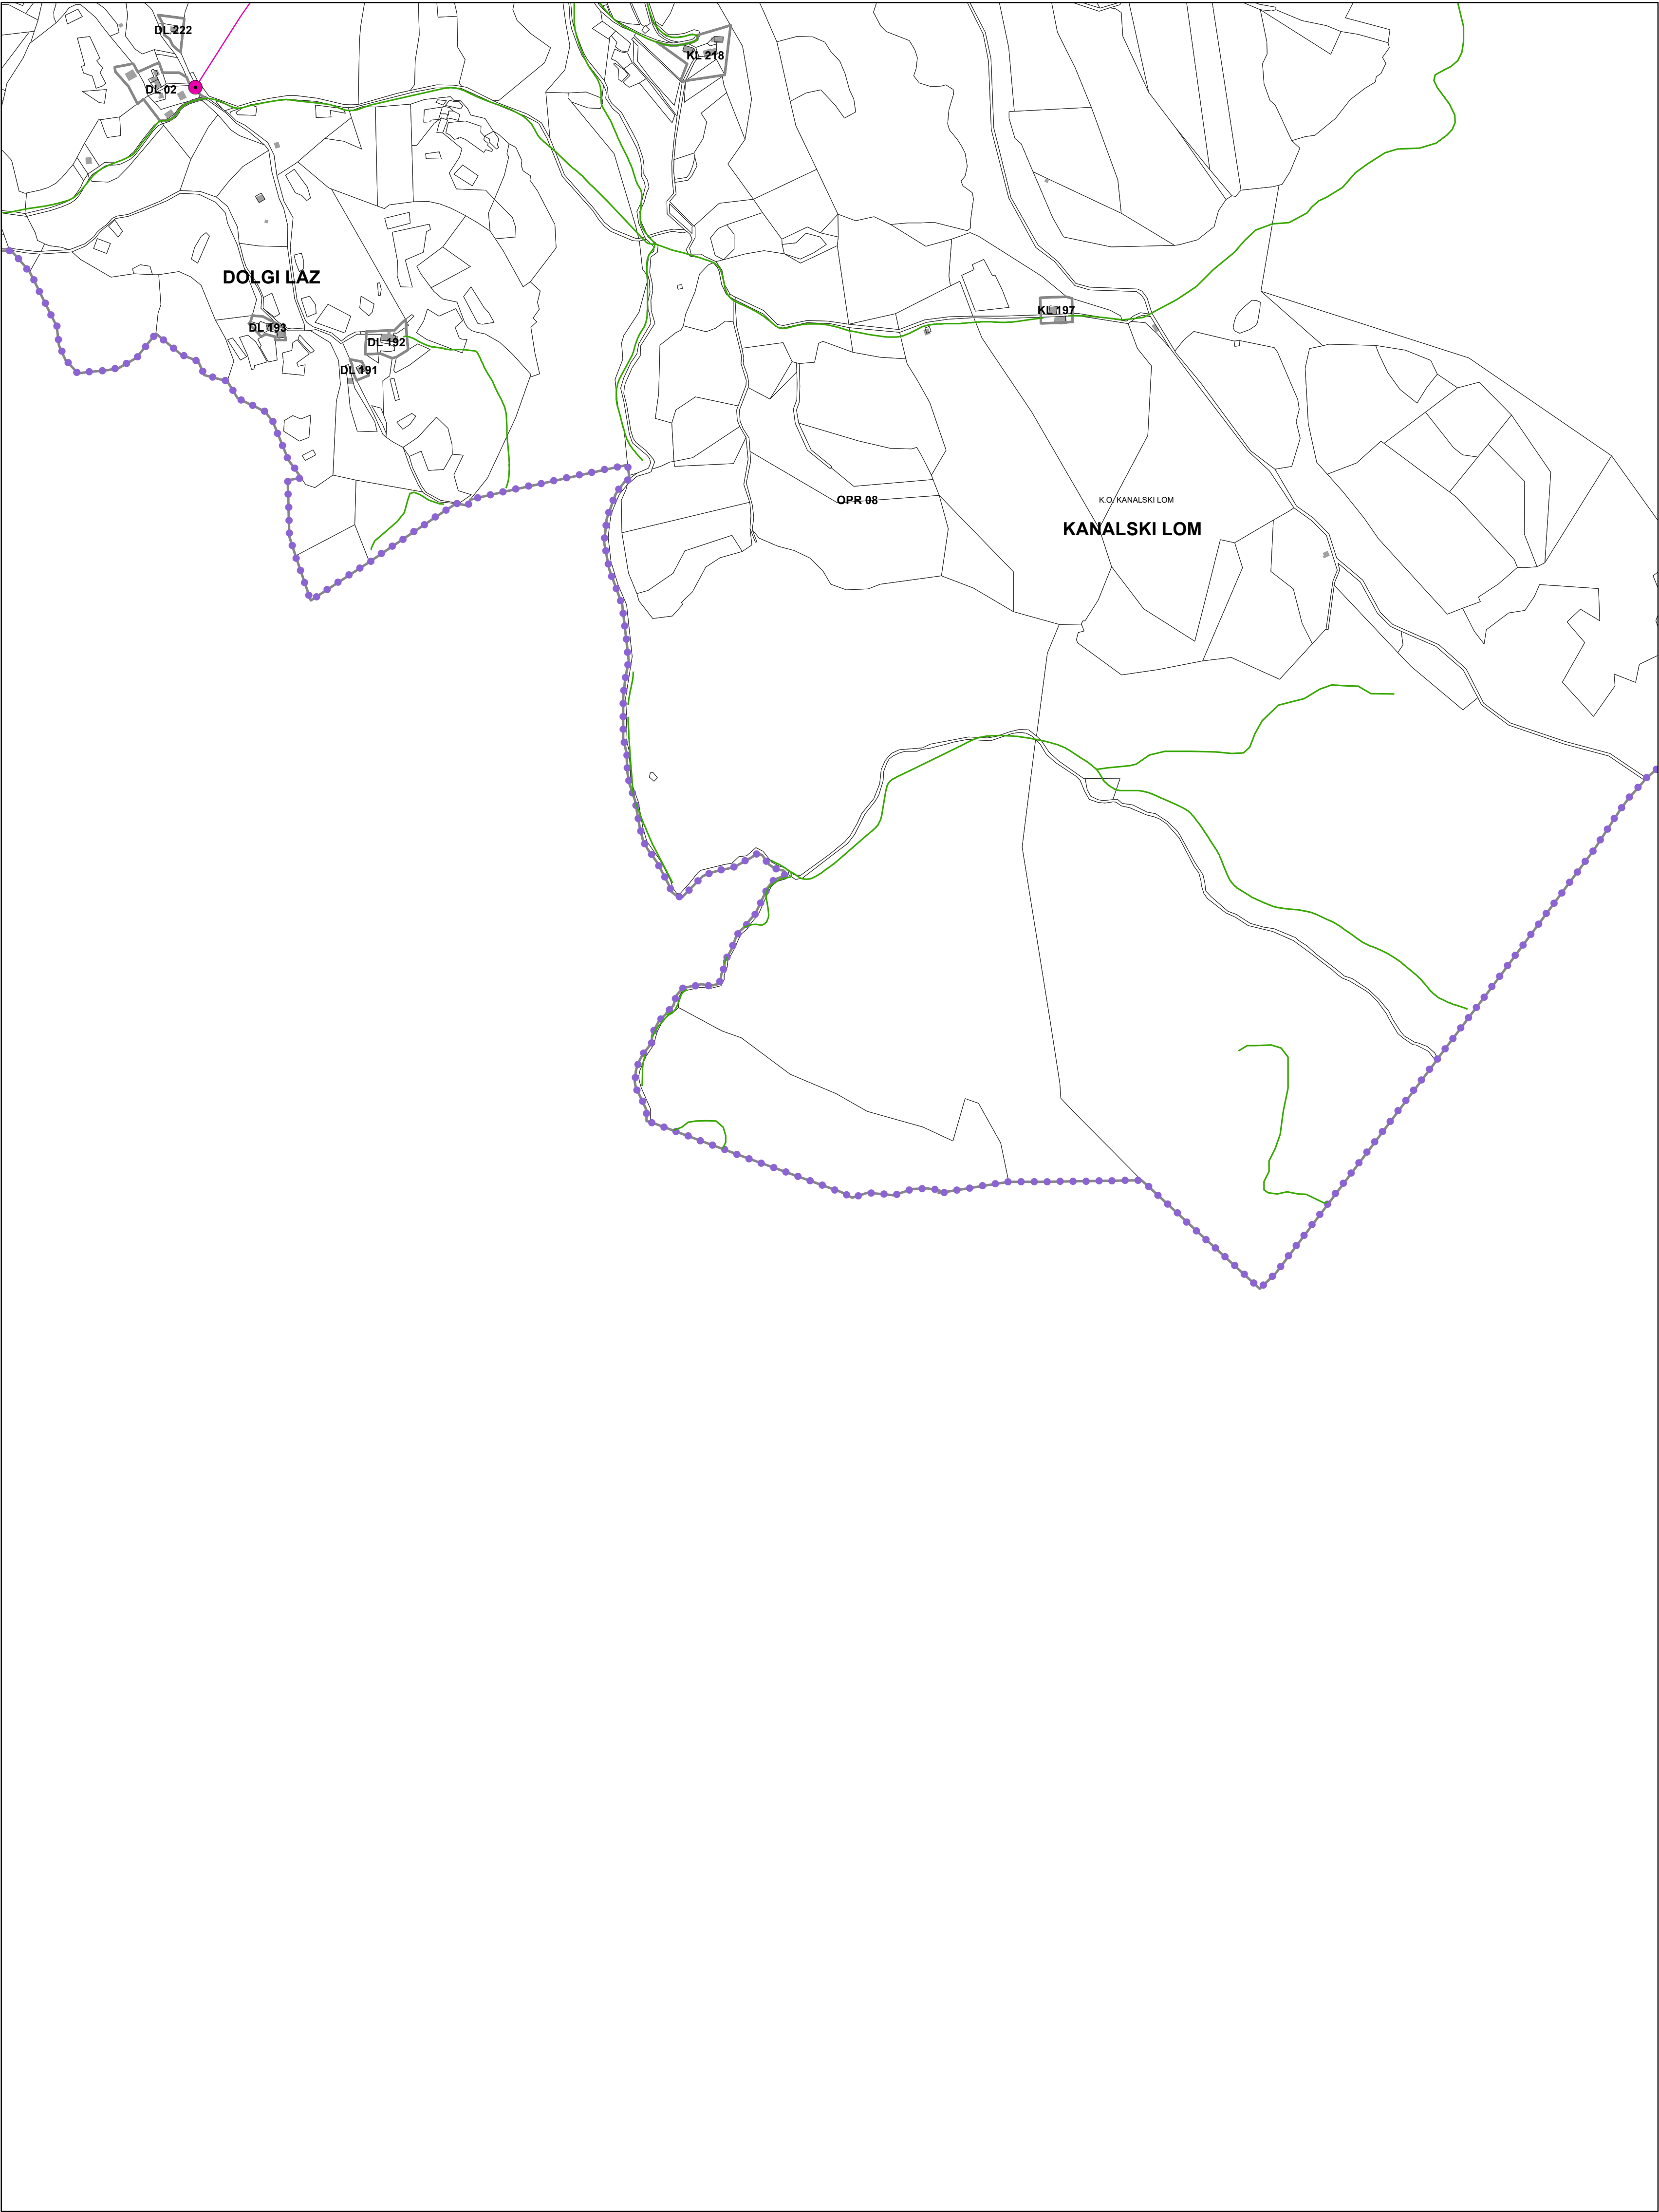 DL 222
KL 218
DL 02
DOLGI LAZ
KL 197
DL 193
DL 192
DL 191
OPR 08
K.O. KANALSKI LOM
KANALSKI LOM